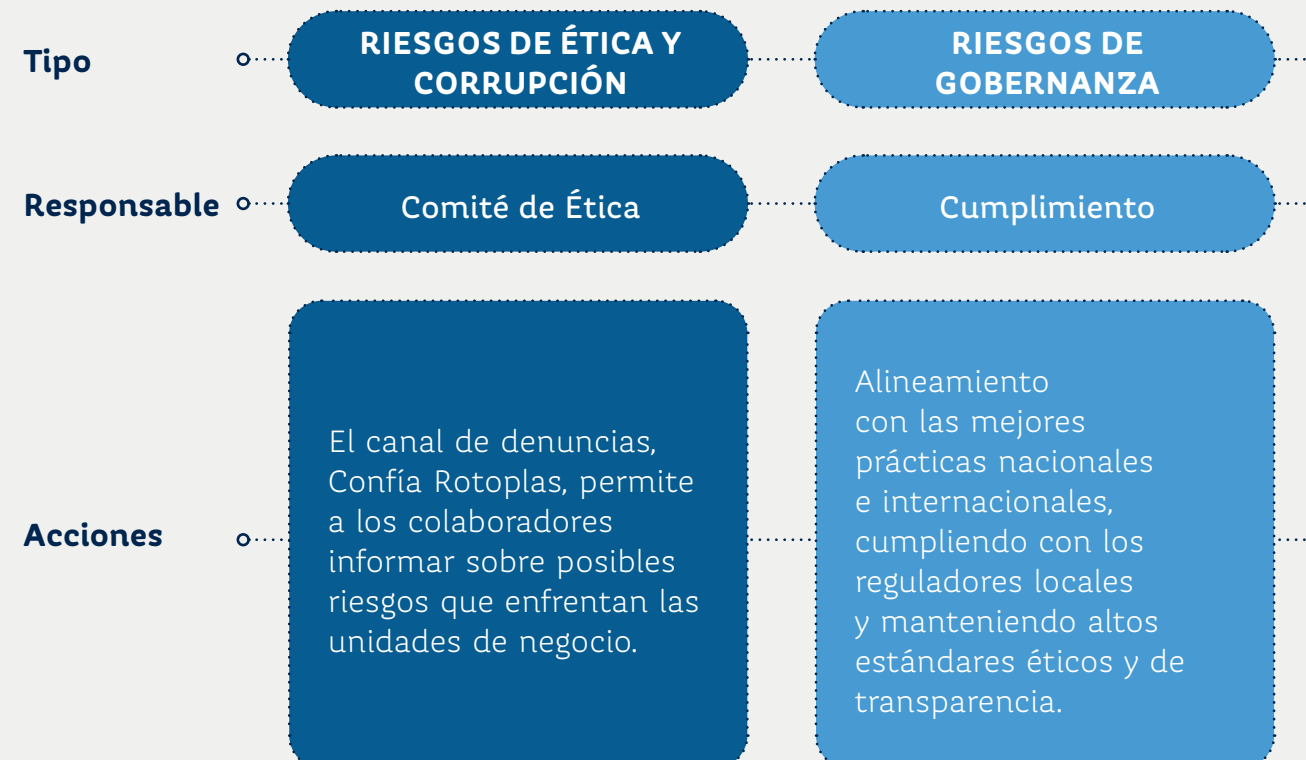 Tipo
RIESGOS DE ÉTICA Y
CORRUPCIÓN
RIESGOS DE
GOBERNANZA
Responsable
Comité de Ética
Cumplimiento
Acciones
El canal de denuncias,
Confía Rotoplas, permite
a los colaboradores
informar sobre posibles
riesgos que enfrentan las
unidades de negocio.
Alineamiento
con las mejores
prácticas nacionales
e internacionales,
cumpliendo con los
reguladores locales
y manteniendo altos
estándares éticos y de
transparencia.